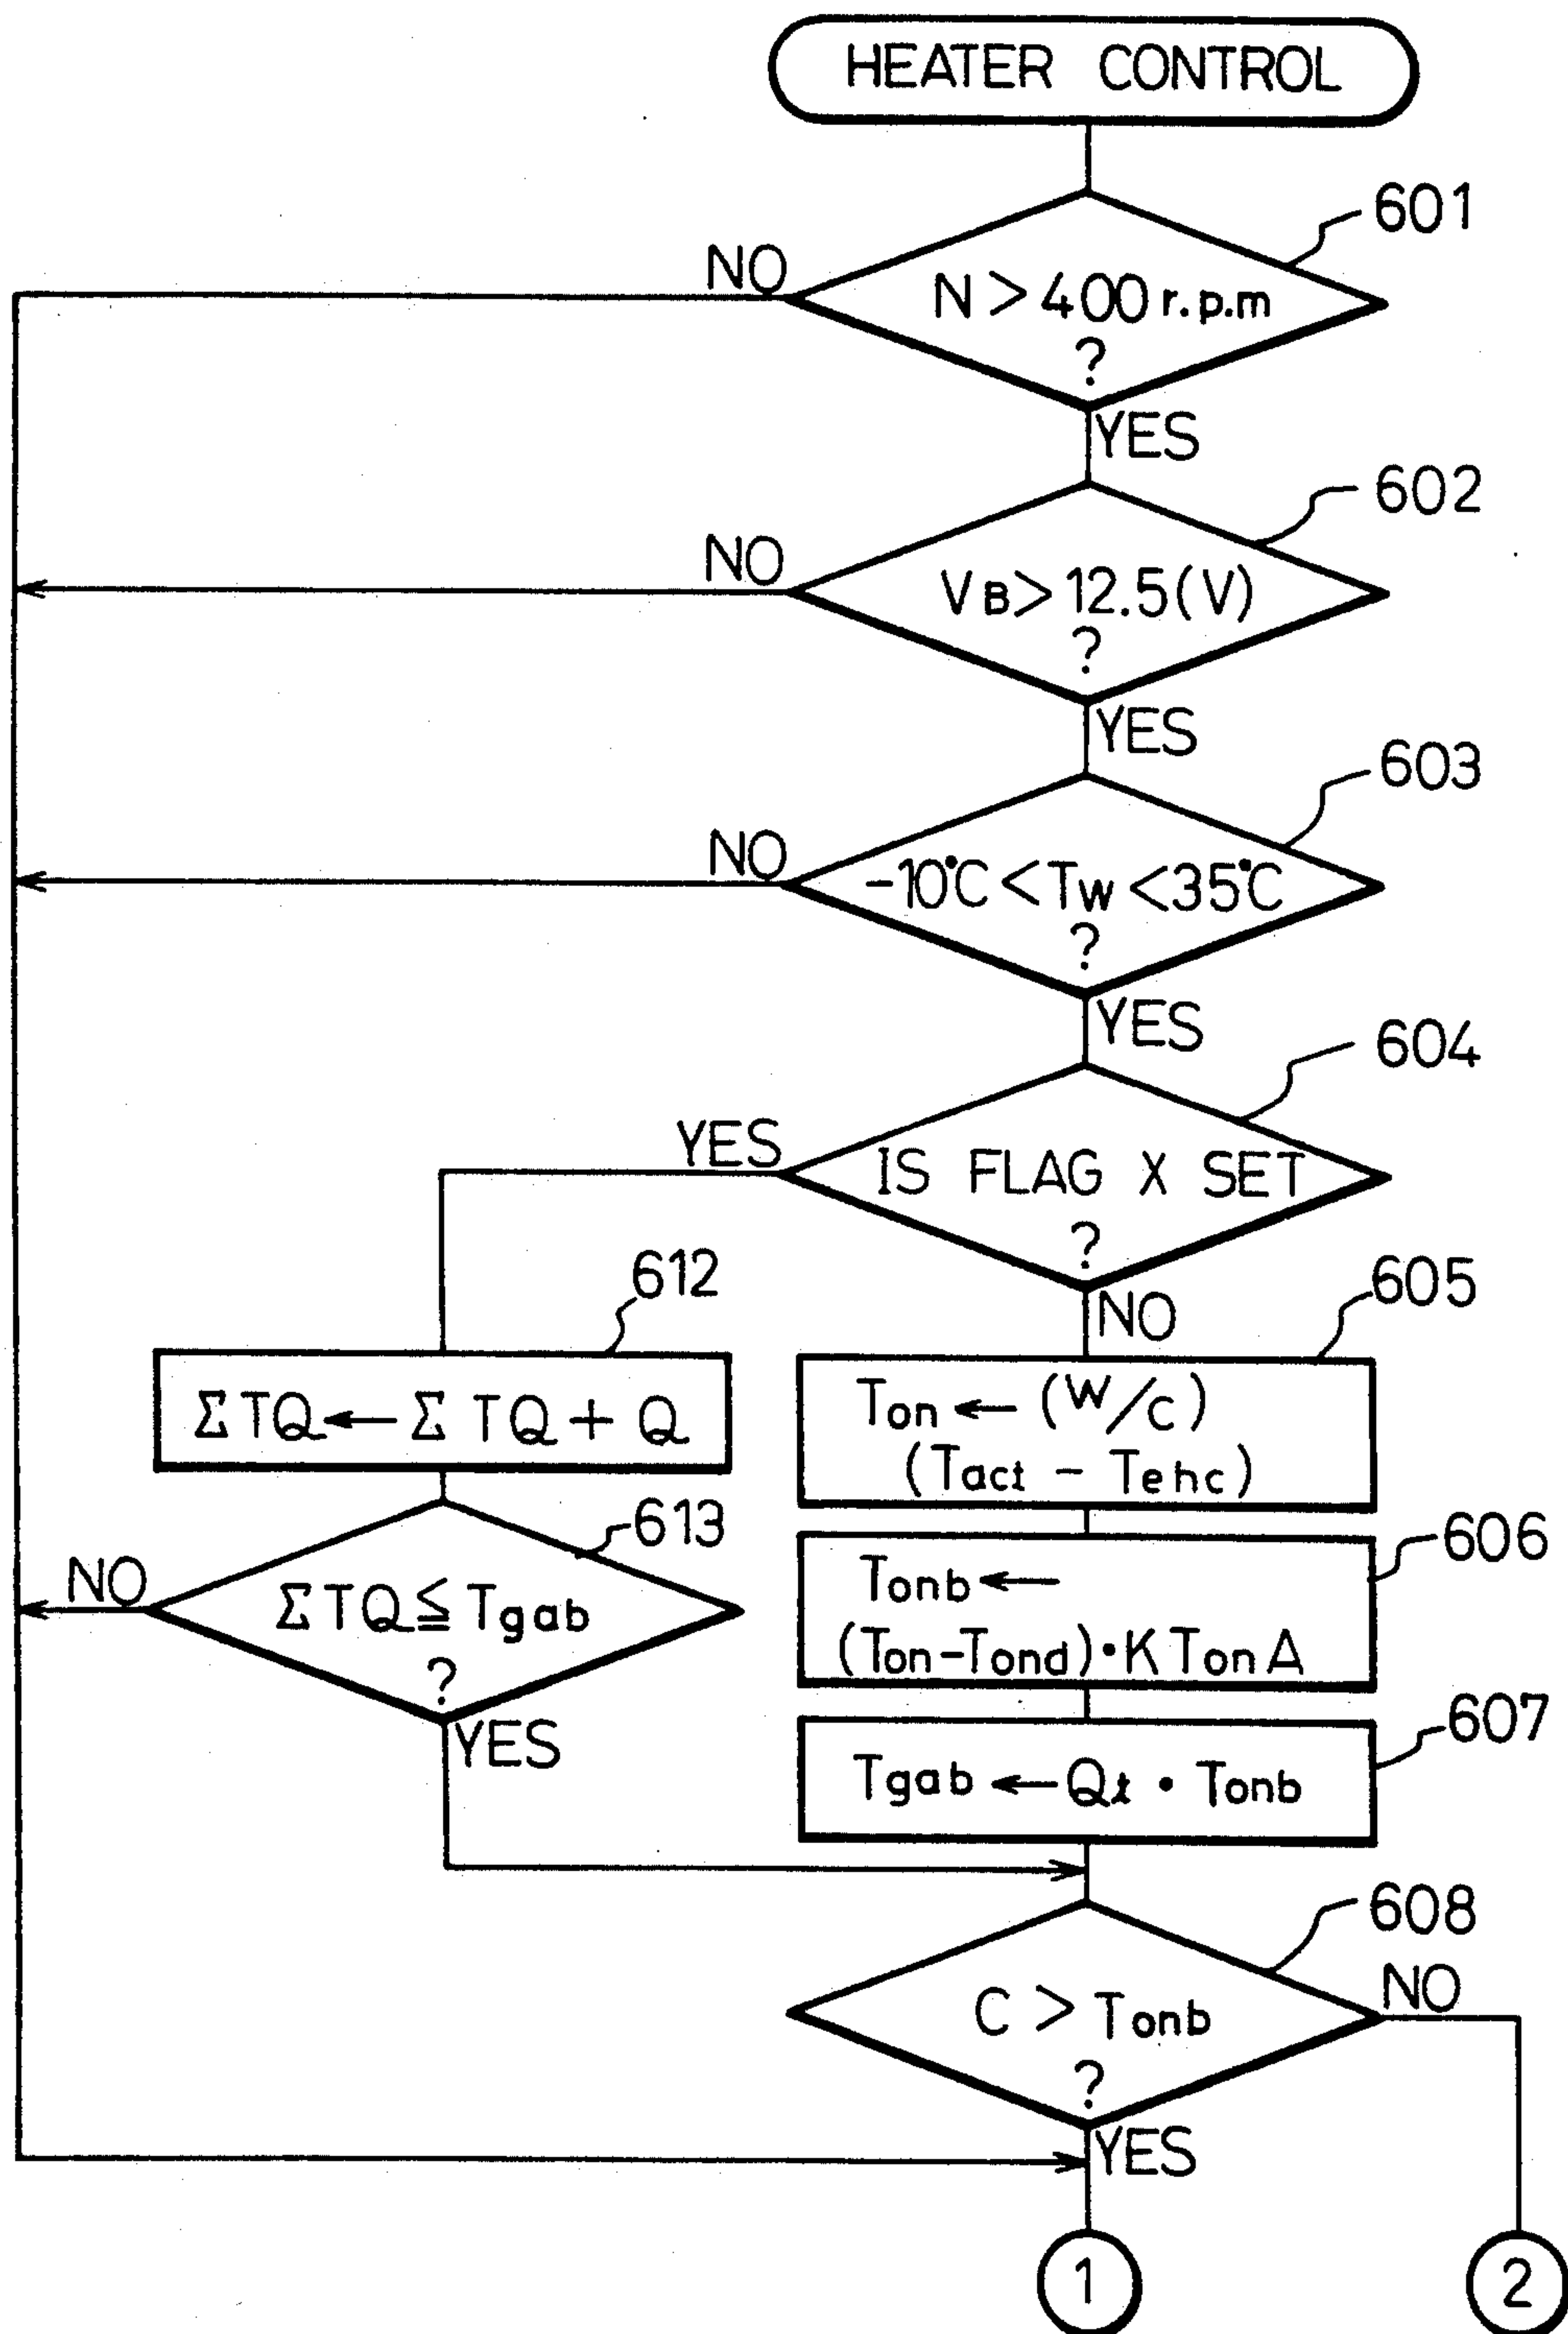 HEATER CONTROL
601
NO
N > 400 r.p.m
?
YES
602
NO
VB > 12.5 (V)
?
YES
603
NO
-10°C < Tw < 35°C
?
YES
604
YES
IS FLAG X SET
?
NO
605
Ton ← (W/c)
(Tact - Tehc)
612
ΣTQ ← Σ TQ + Q
606
Tonb ←
(Ton-Tond)・KTonA
613
NO
ΣTQ ≦ Tgab
?
YES
607
Tgab ← Qt・Tonb
608
C > Tonb
?
NO
YES
1
2